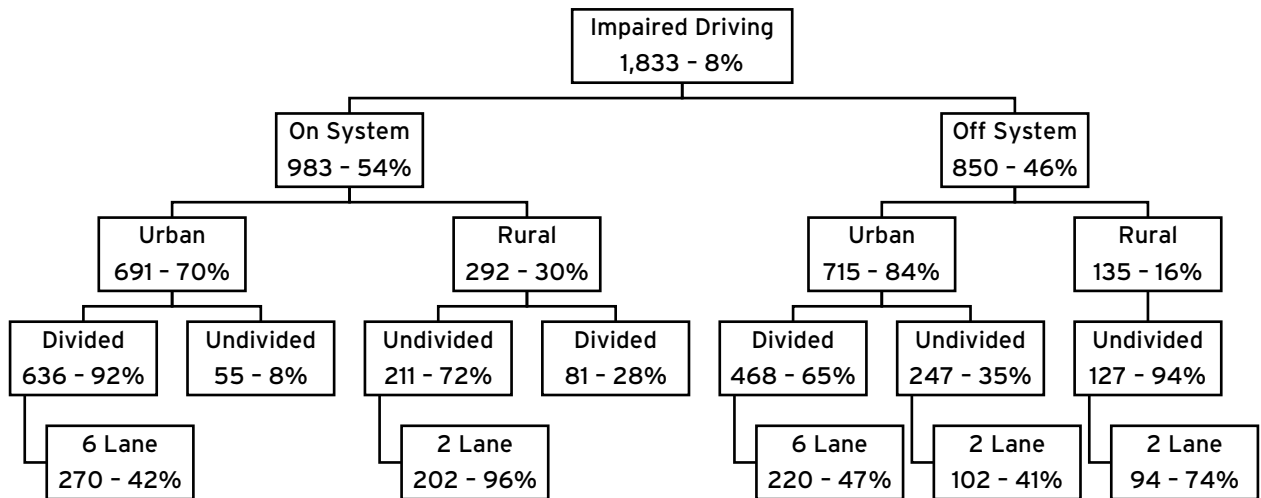 Impaired Driving
1,833 – 8%
On System
983 – 54%
Off System
850 – 46%
Urban
691 – 70%
Rural
292 – 30%
Urban
715 – 84%
Rural
135 – 16%
Divided
636 – 92%
Undivided
55 – 8%
Undivided
211 – 72%
Divided
81 – 28%
Divided
468 – 65%
Undivided
247 – 35%
Undivided
127 – 94%
6 Lane
270 – 42%
2 Lane
202 – 96%
6 Lane
220 – 47%
2 Lane
102 – 41%
2 Lane
94 – 74%